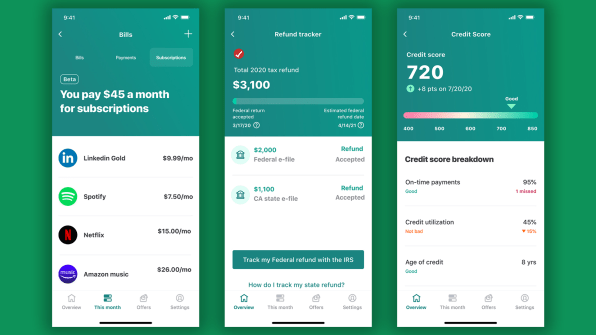 9:41
Bills
Bills Payments Subscriptions
Beta
You pay $45 a month
for subscriptions
in Linkedin Gold $9.99/mo
Spotify $7.50/mo
N Netflix $15.00/mo
music Amazon music $26.00/mo
Overview This month Offers Settings
9:41
Refund tracker
Total 2020 tax refund
$3,100
Federal return
accepted
Estimated federal
refund date
2/17/20
4/14/21
$2,000 Refund
Federal e-file Accepted
$1,100 Refund
CA state e-file Accepted
Track my Federal refund with the IRS
How do I track my state refund?
Overview This month Offers Settings
9:41
Credit Score
Credit score
720
+8 pts on 7/20/20
Good
400 500 600 700 850
Credit score breakdown
On-time payments 95%
Good 1 missed
Credit utilization 45%
Not bad ▼ 15%
Age of credit 8 yrs
Good
Overview This month Offers Settings